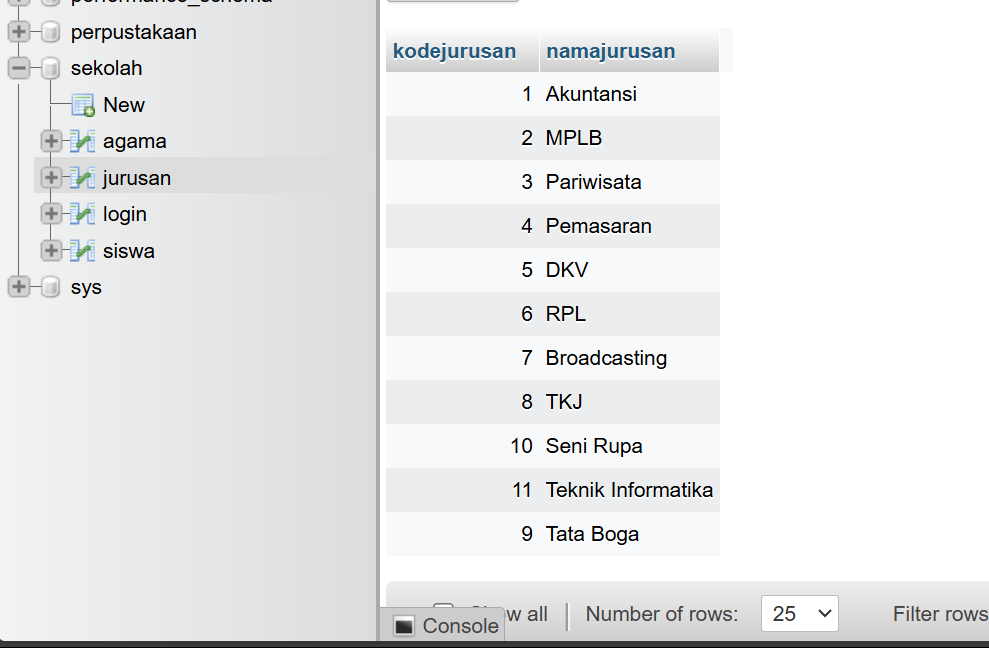 performance_schema
perpustakaan
sekolah
New
agama
jurusan
login
siswa
sys
kodejurusan namajurusan
1 Akuntansi
2 MPLB
3 Pariwisata
4 Pemasaran
5 DKV
6 RPL
7 Broadcasting
8 TKJ
10 Seni Rupa
11 Teknik Informatika
9 Tata Boga
Show all Number of rows: 25 Filter rows
Console